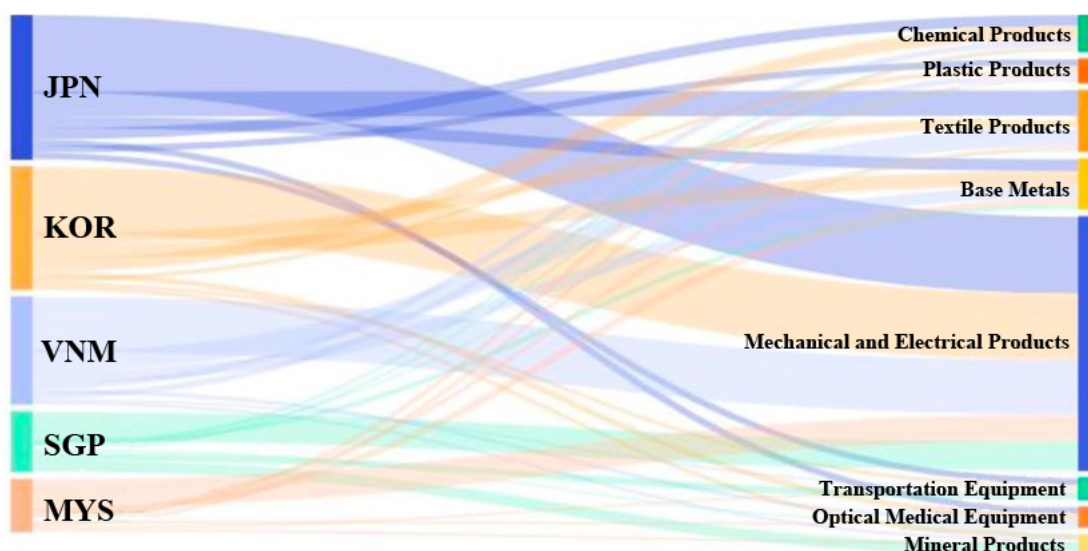 JPN
KOR
VNM
SGP
MYS
Chemical Products
Plastic Products
Textile Products
Base Metals
Mechanical and Electrical Products
Transportation Equipment
Optical Medical Equipment
Mineral Products